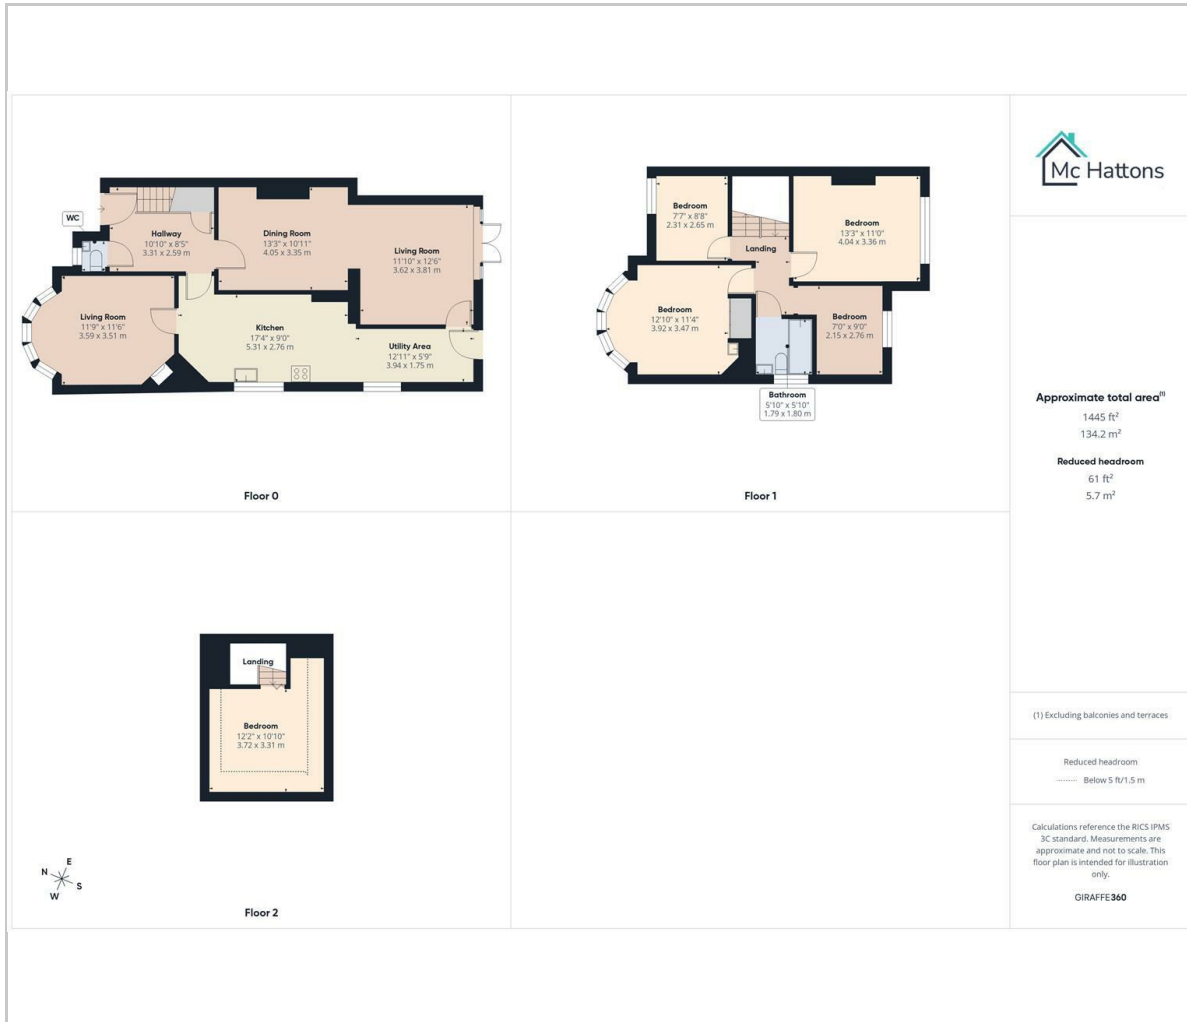 WC
Hallway
10'10" x 8'5"
3.31 x 2.59 m
Dining Room
13'3" x 10'11"
4.05 x 3.35 m
Living Room
11'10" x 12'6"
3.62 x 3.81 m
Living Room
11'9" x 11'6"
3.59 x 3.51 m
Kitchen
17'4" x 9'0"
5.31 x 2.76 m
Utility Area
12'11" x 5'9"
3.94 x 1.75 m
Floor 0
Bedroom
7'7" x 8'8"
2.31 x 2.65 m
Landing
Bedroom
13'3" x 11'0"
4.04 x 3.36 m
Bedroom
12'10" x 11'4"
3.92 x 3.47 m
Bedroom
7'0" x 9'0"
2.15 x 2.76 m
Bathroom
5'10" x 5'10"
1.79 x 1.80 m
Floor 1
Landing
Bedroom
12'2" x 10'10"
3.72 x 3.31 m
N E
W S
Floor 2
Mc Hattons
Approximate total area(1)
1445 ft²
134.2 m²
Reduced headroom
61 ft²
5.7 m²
(1) Excluding balconies and terraces
Reduced headroom
Below 5 ft/1.5 m
Calculations reference the RICS IPMS
3C standard. Measurements are
approximate and not to scale. This
floor plan is intended for illustration
only.
GIRAFFE360